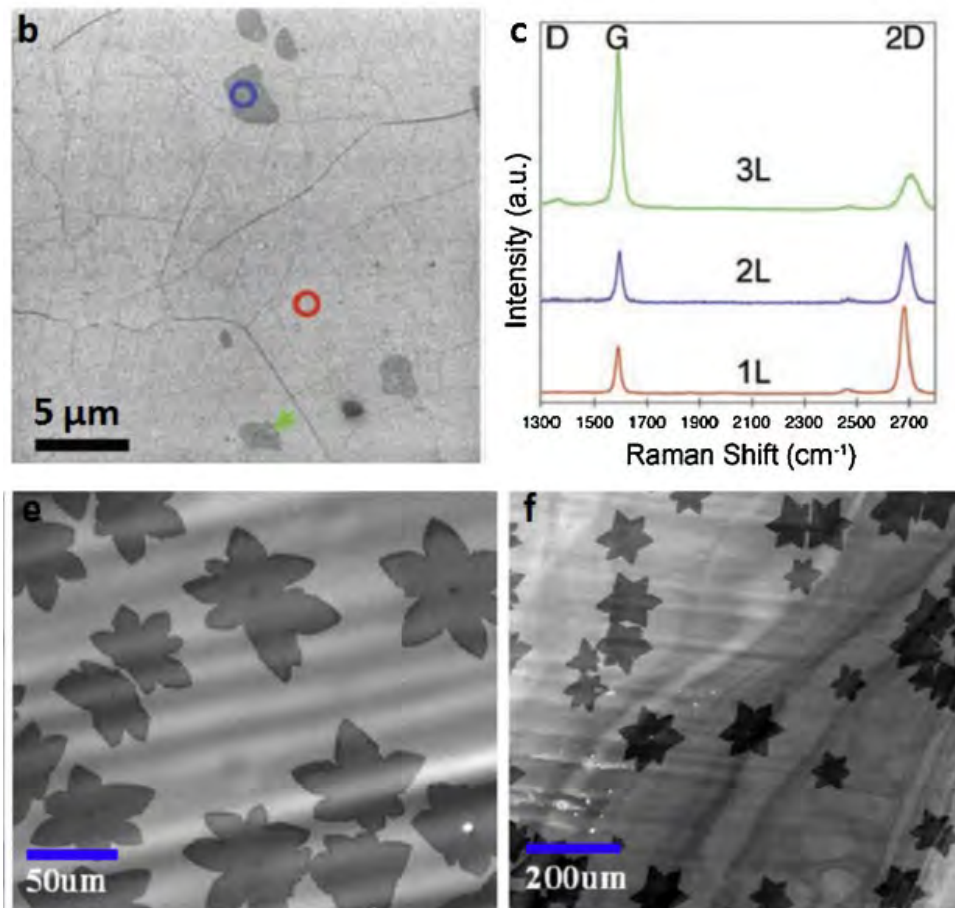 b
5 µm
c
D G 2D
3L
2L
1L
Intensity (a.u.)
1300 1500 1700 1900 2100 2300 2500 2700
Raman Shift (cm⁻¹)
e
50um
f
200um